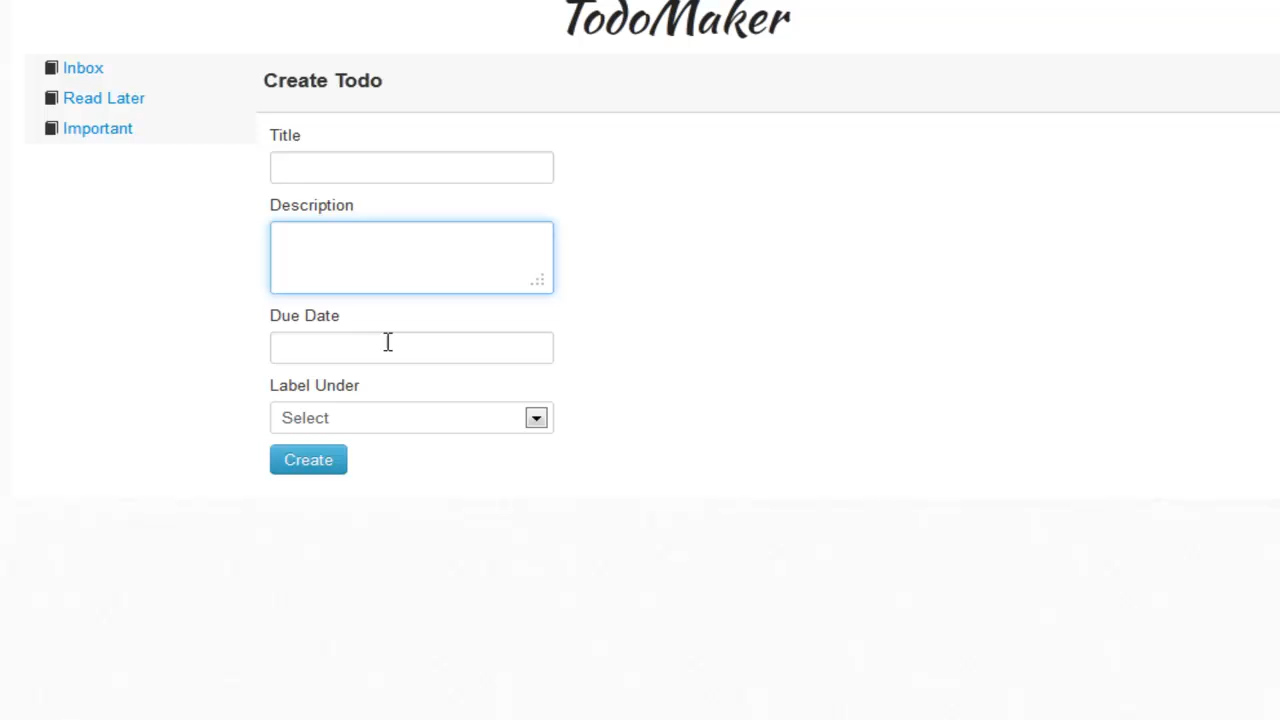 TodoMaker
Inbox
Read Later
Important
Create Todo
Title
Description
Due Date
Label Under
Select
Create